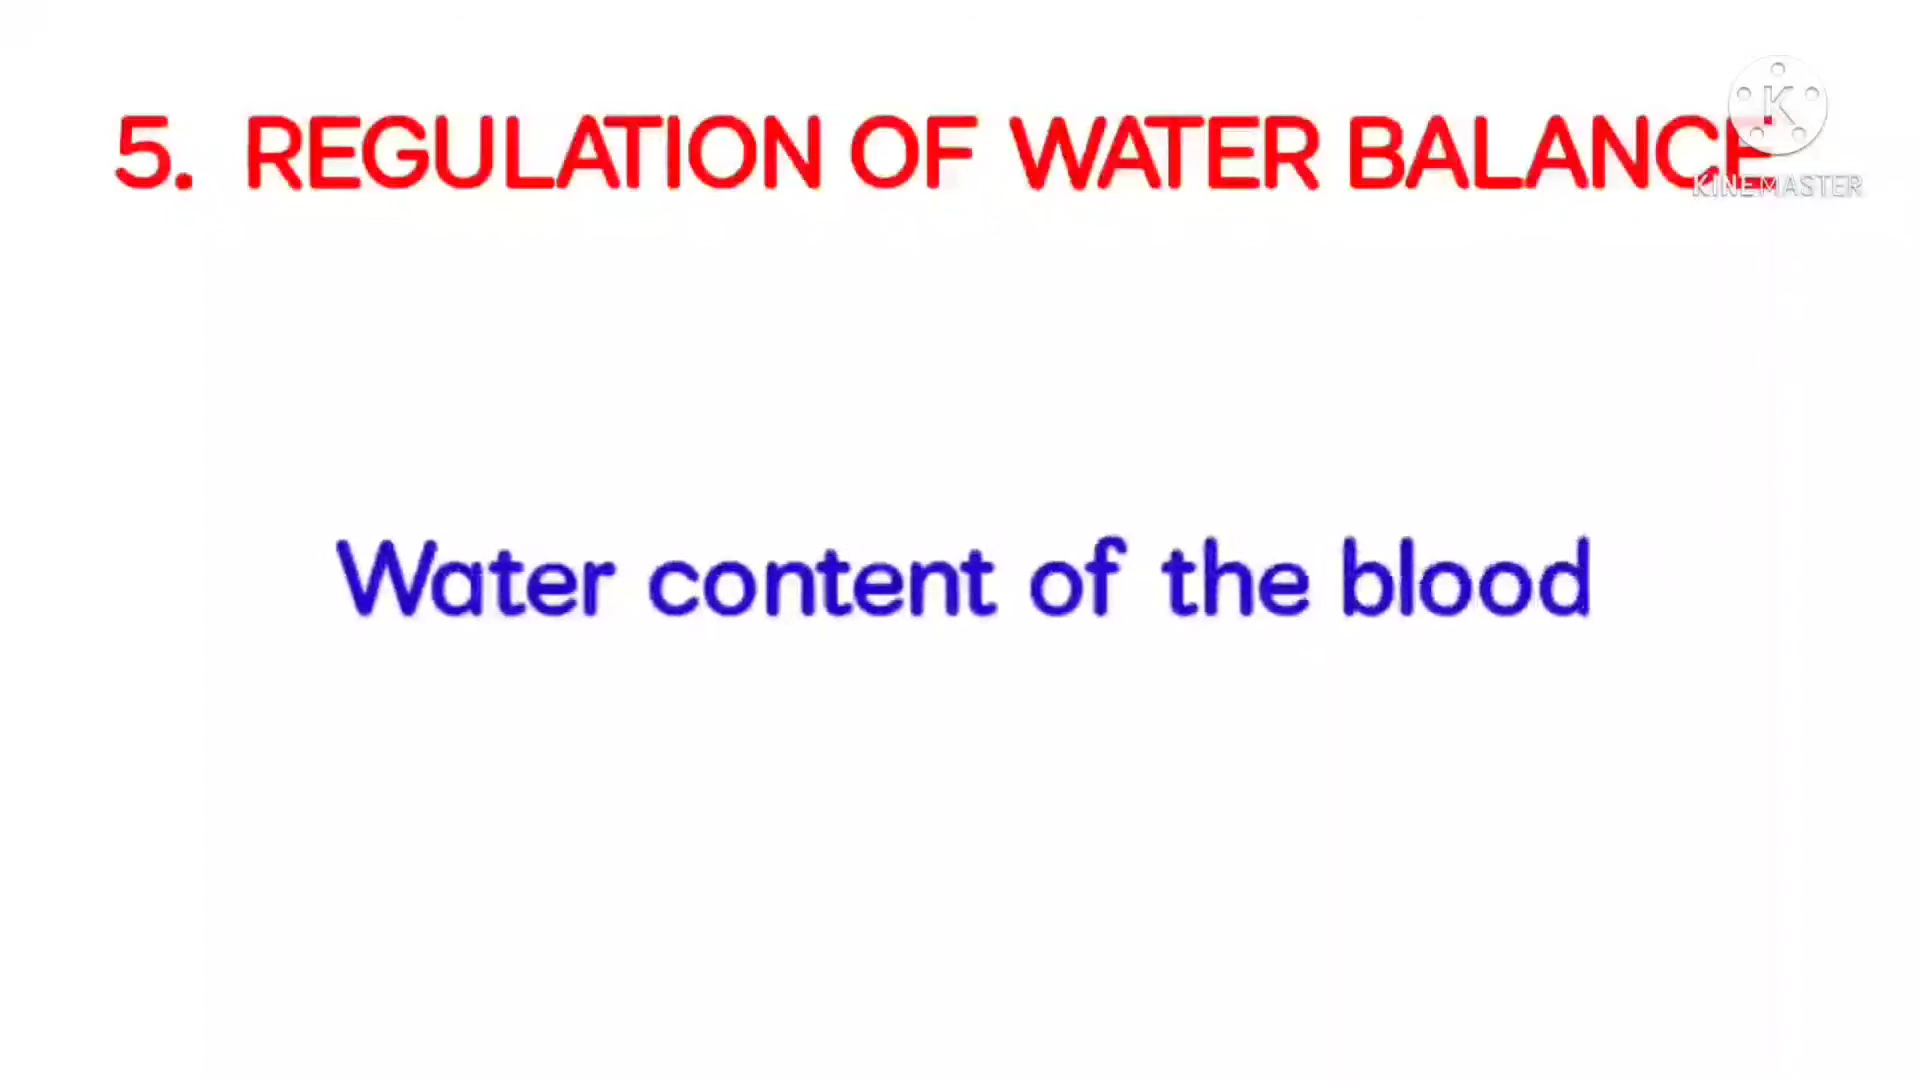 5. REGULATION OF WATER BALANCE
K
KINEMASTER
Water content of the blood